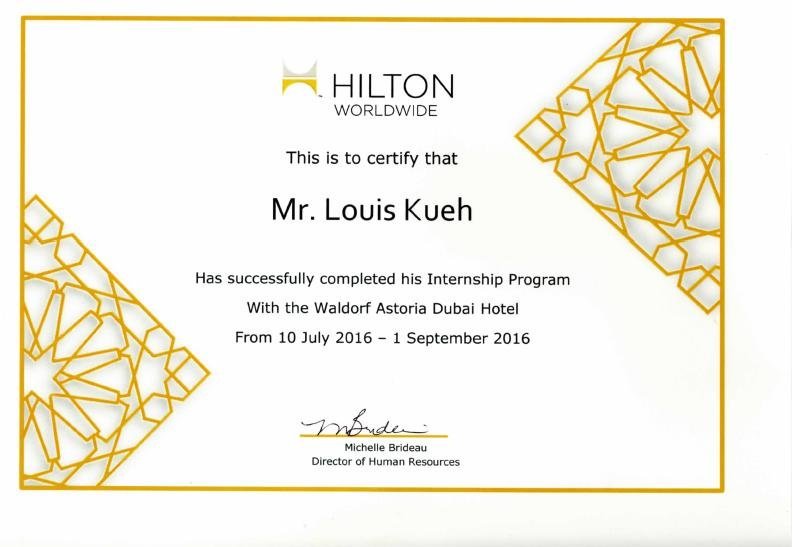 HILTON
WORLDWIDE
This is to certify that
Mr. Louis Kueh
Has successfully completed his Internship Program
With the Waldorf Astoria Dubai Hotel
From 10 July 2016 – 1 September 2016
M Brideau
Michelle Brideau
Director of Human Resources